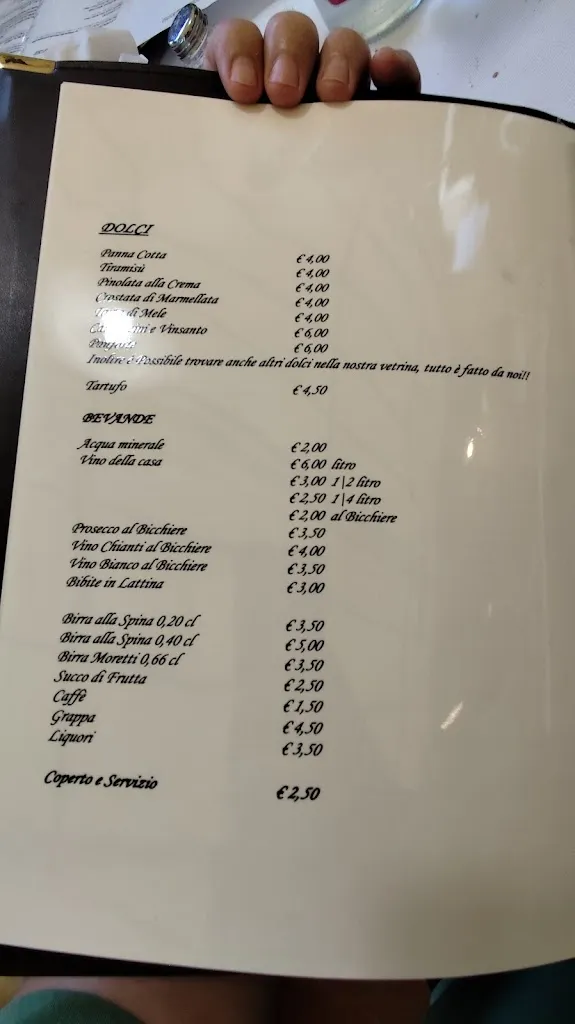 DOLCI
Panna Cotta € 4,00
Tiramisù € 4,00
Pinolata alla Crema € 4,00
Crostata di Marmellata € 4,00
di Mele € 4,00
e Vinsanto € 6,00
€ 6,00
Inoltre è possibile trovare anche altri dolci nella nostra vetrina, tutto è fatto da noi!!
Tartufo € 4,50
BEVANDE
Acqua minerale € 2,00
Vino della casa € 6,00 litro
€ 3,00 1\2 litro
€ 2,50 1\4 litro
€ 2,00 al Bicchiere
Prosecco al Bicchiere € 3,50
Vino Chianti al Bicchiere € 4,00
Vino Bianco al Bicchiere € 3,50
Bibite in Lattina € 3,00
Birra alla Spina 0,20 cl € 3,50
Birra alla Spina 0,40 cl € 5,00
Birra Moretti 0,66 cl € 3,50
Succo di Frutta € 2,50
Caffè € 1,50
Grappa € 4,50
Liquori € 3,50
Coperto e Servizio € 2,50